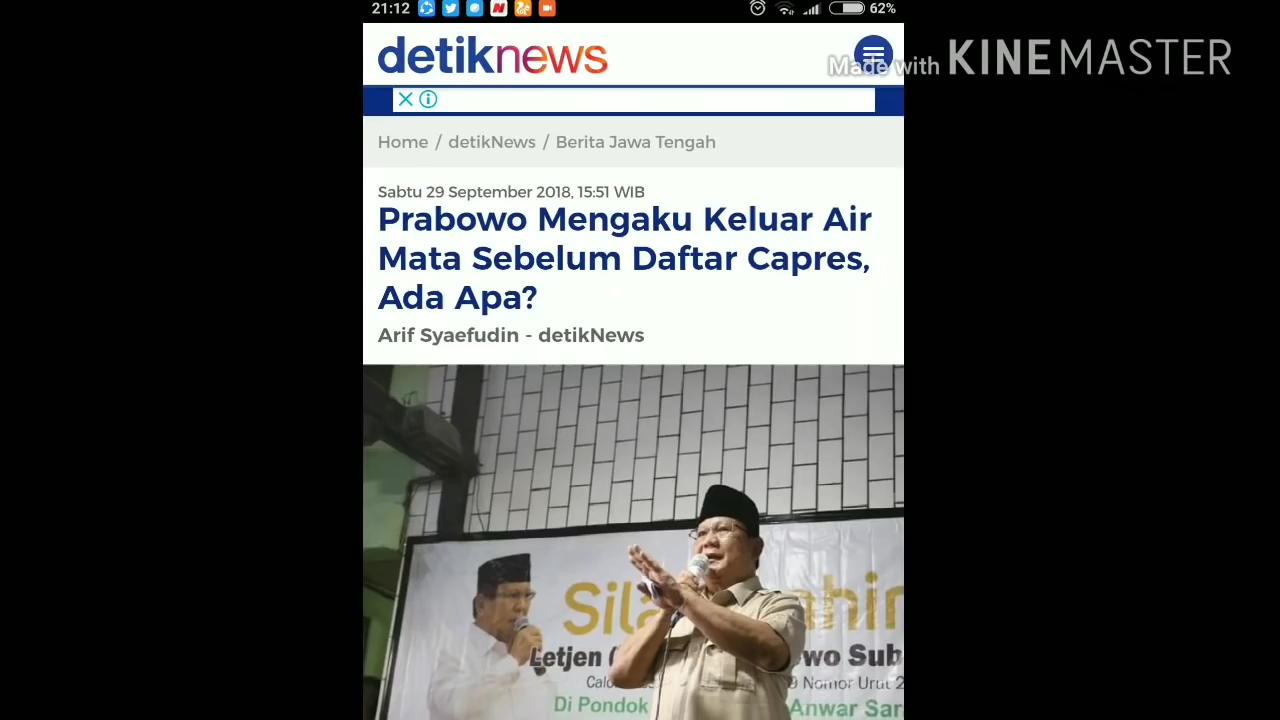 21:12
62%
detiknews
Made with KINEMASTER
Home / detikNews / Berita Jawa Tengah
Sabtu 29 September 2018, 15:51 WIB
Prabowo Mengaku Keluar Air
Mata Sebelum Daftar Capres,
Ada Apa?
Arif Syaefudin - detikNews
Letjen
Nomor Urut 2
Di Pondok
Anwar